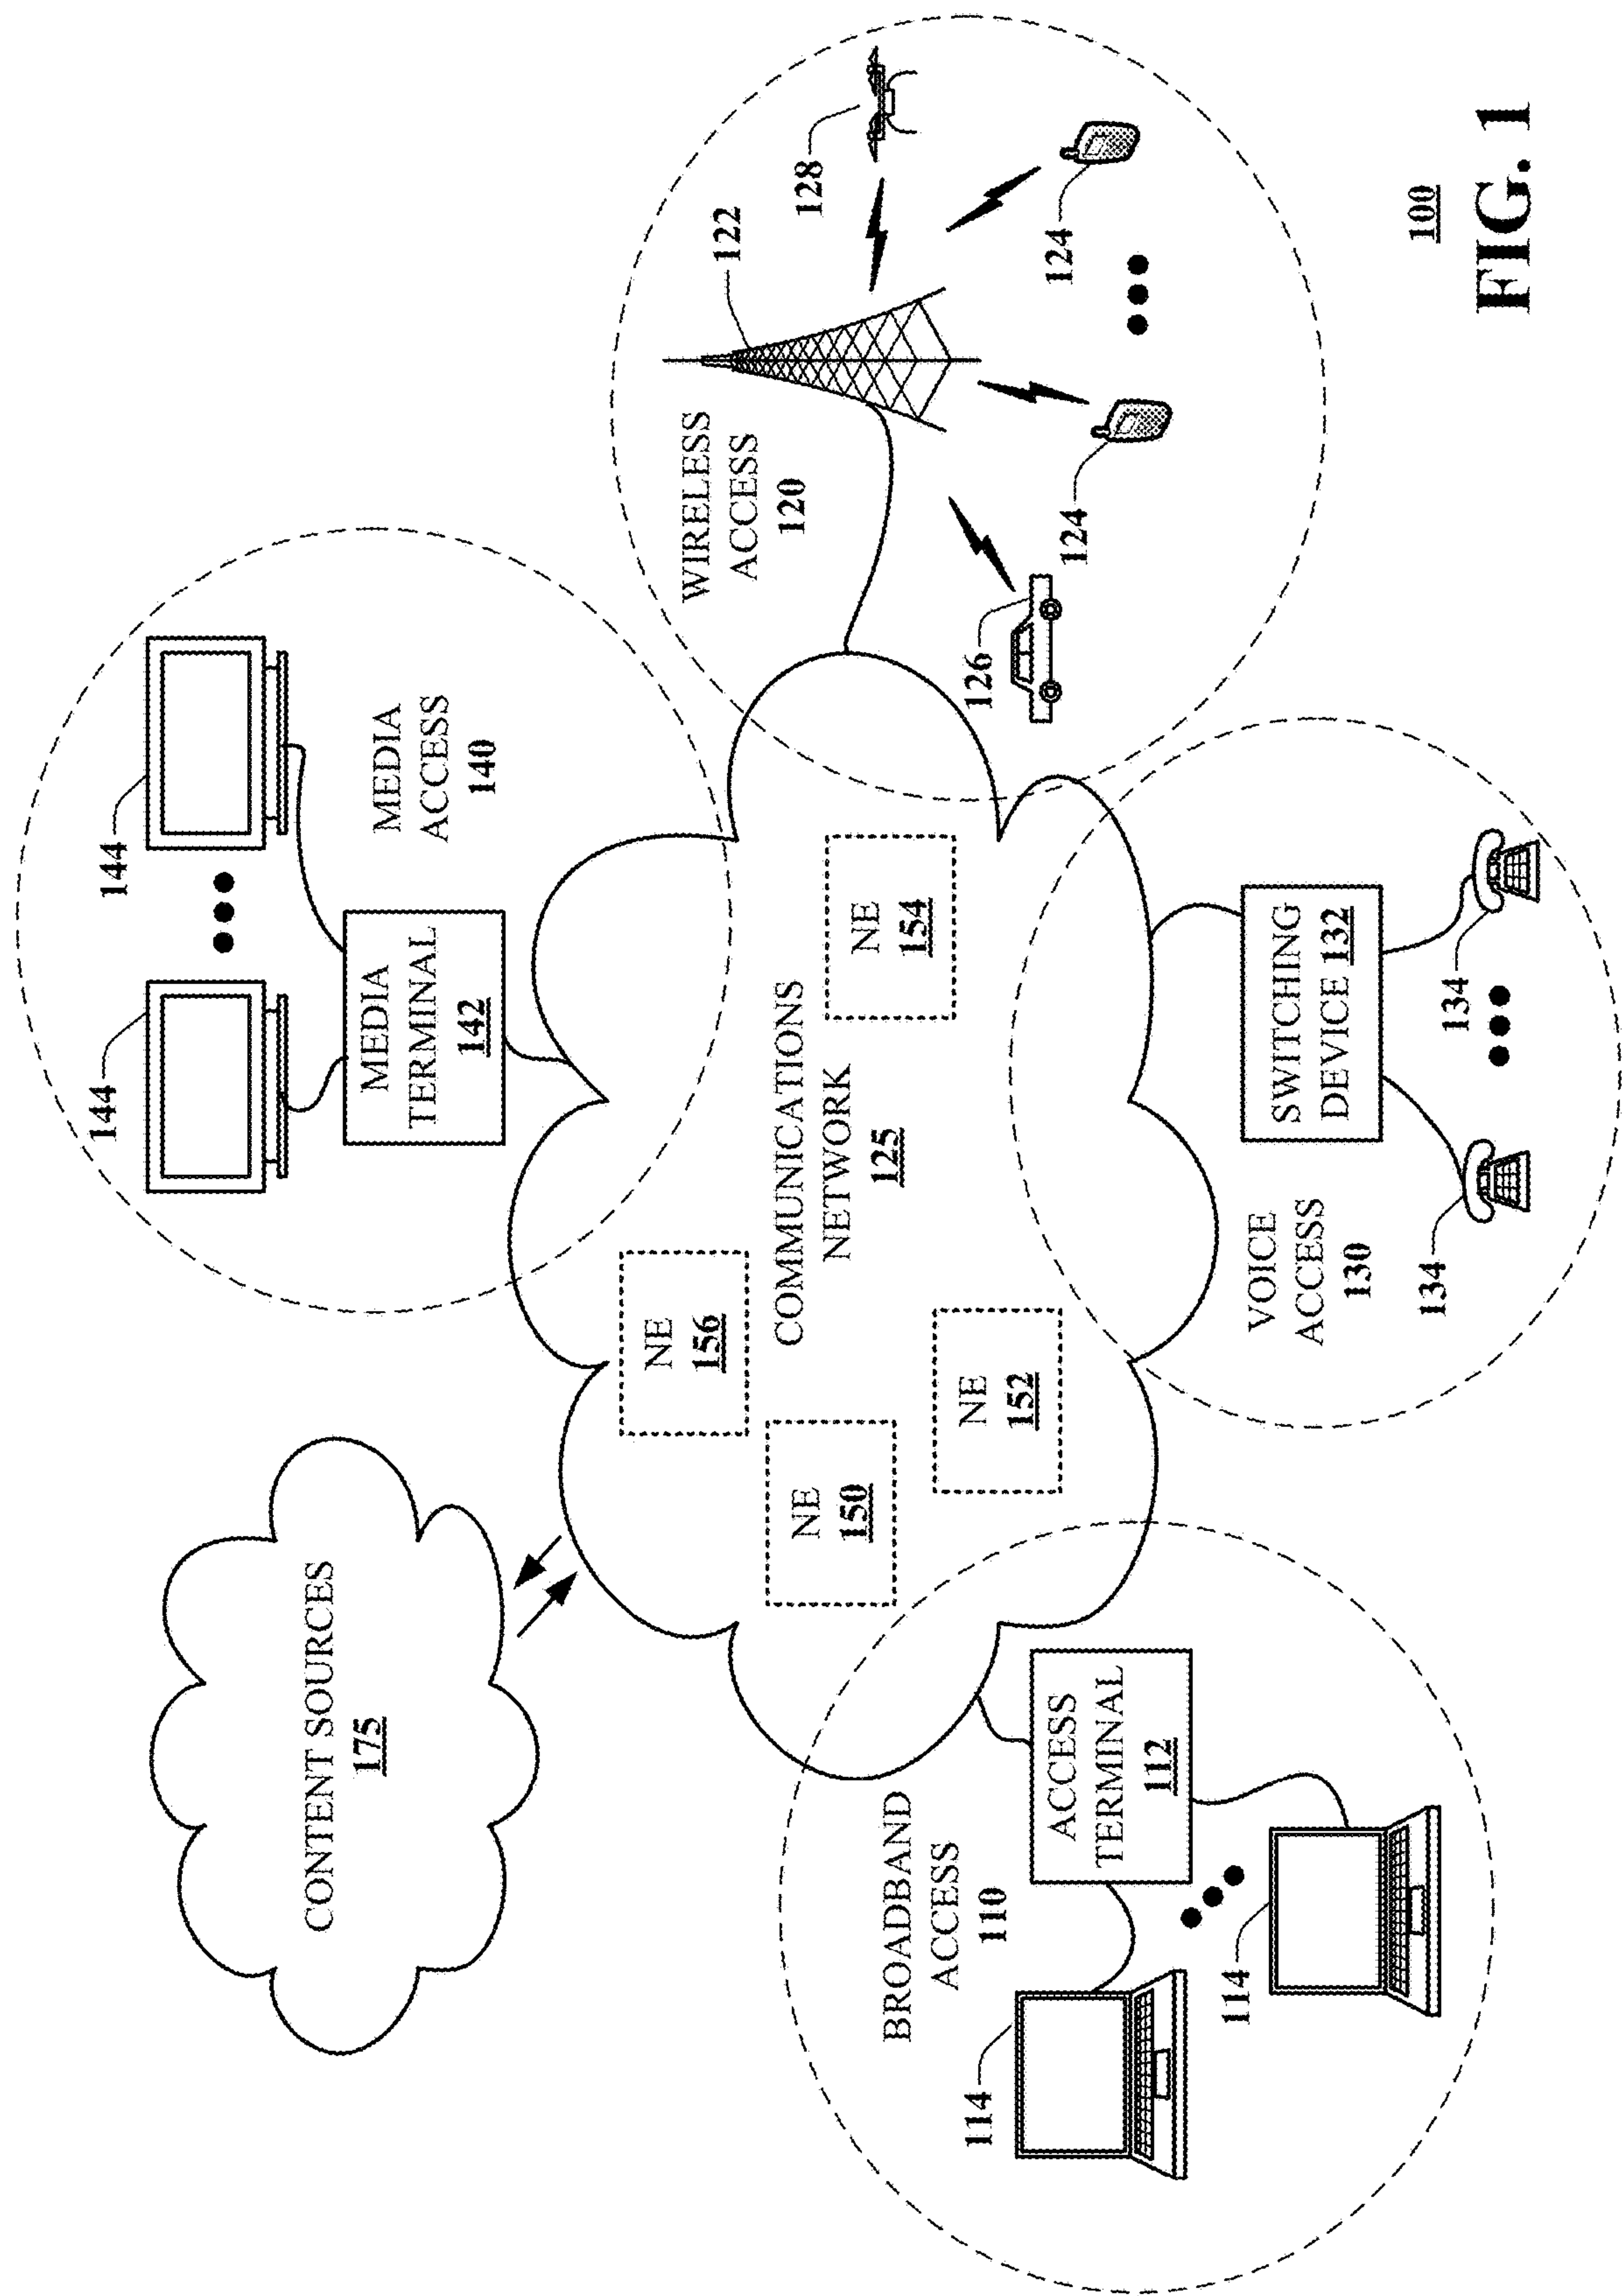 100
FIG. 1
CONTENT SOURCES
175
144
144
MEDIA
TERMINAL
142
MEDIA
ACCESS
140
COMMUNICATIONS
NETWORK
125
NE
150
NE
152
NE
154
NE
156
WIRELESS
ACCESS
120
122
128
124
124
126
BROADBAND
ACCESS
110
ACCESS
TERMINAL
112
114
114
VOICE
ACCESS
130
SWITCHING
DEVICE 132
134
134